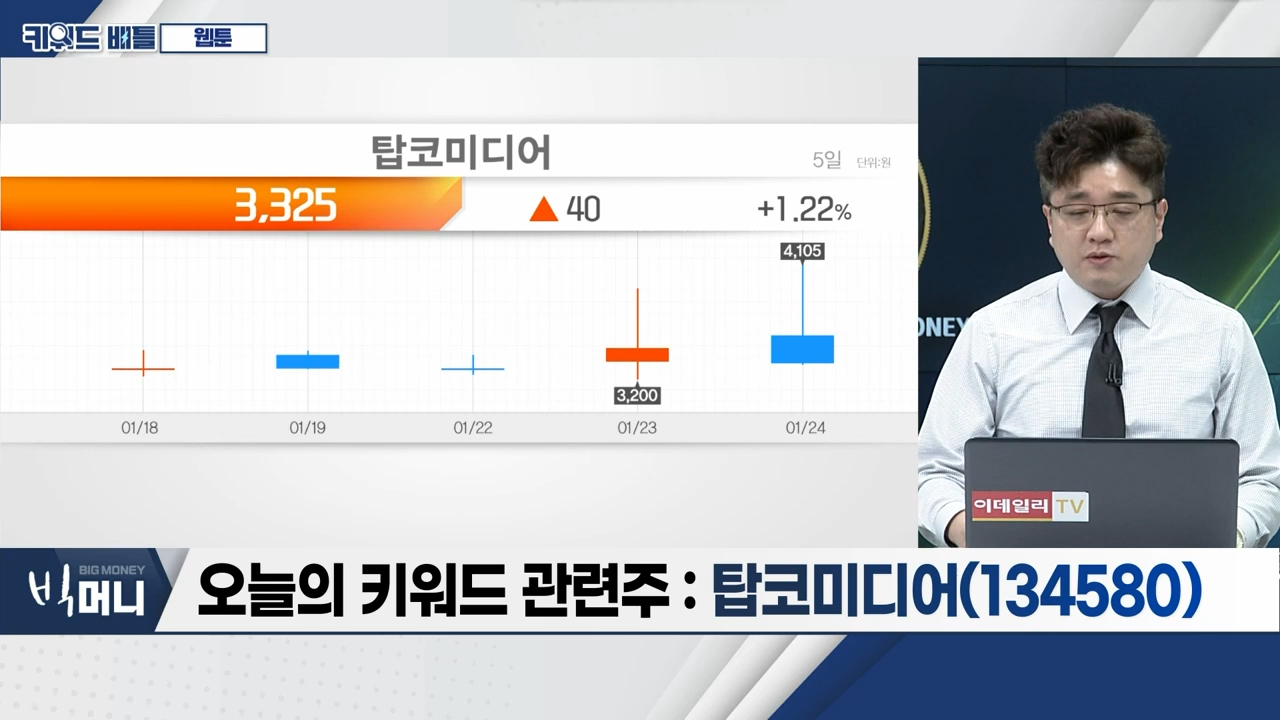 키워드 배틀 웹툰
탑코미디어
5일 단위:원
3,325 ▲ 40 +1.22%
4,105
3,200
01/18 01/19 01/22 01/23 01/24
ONEY
이데일리 TV
BIG MONEY
빅머니
오늘의 키워드 관련주 : 탑코미디어(134580)